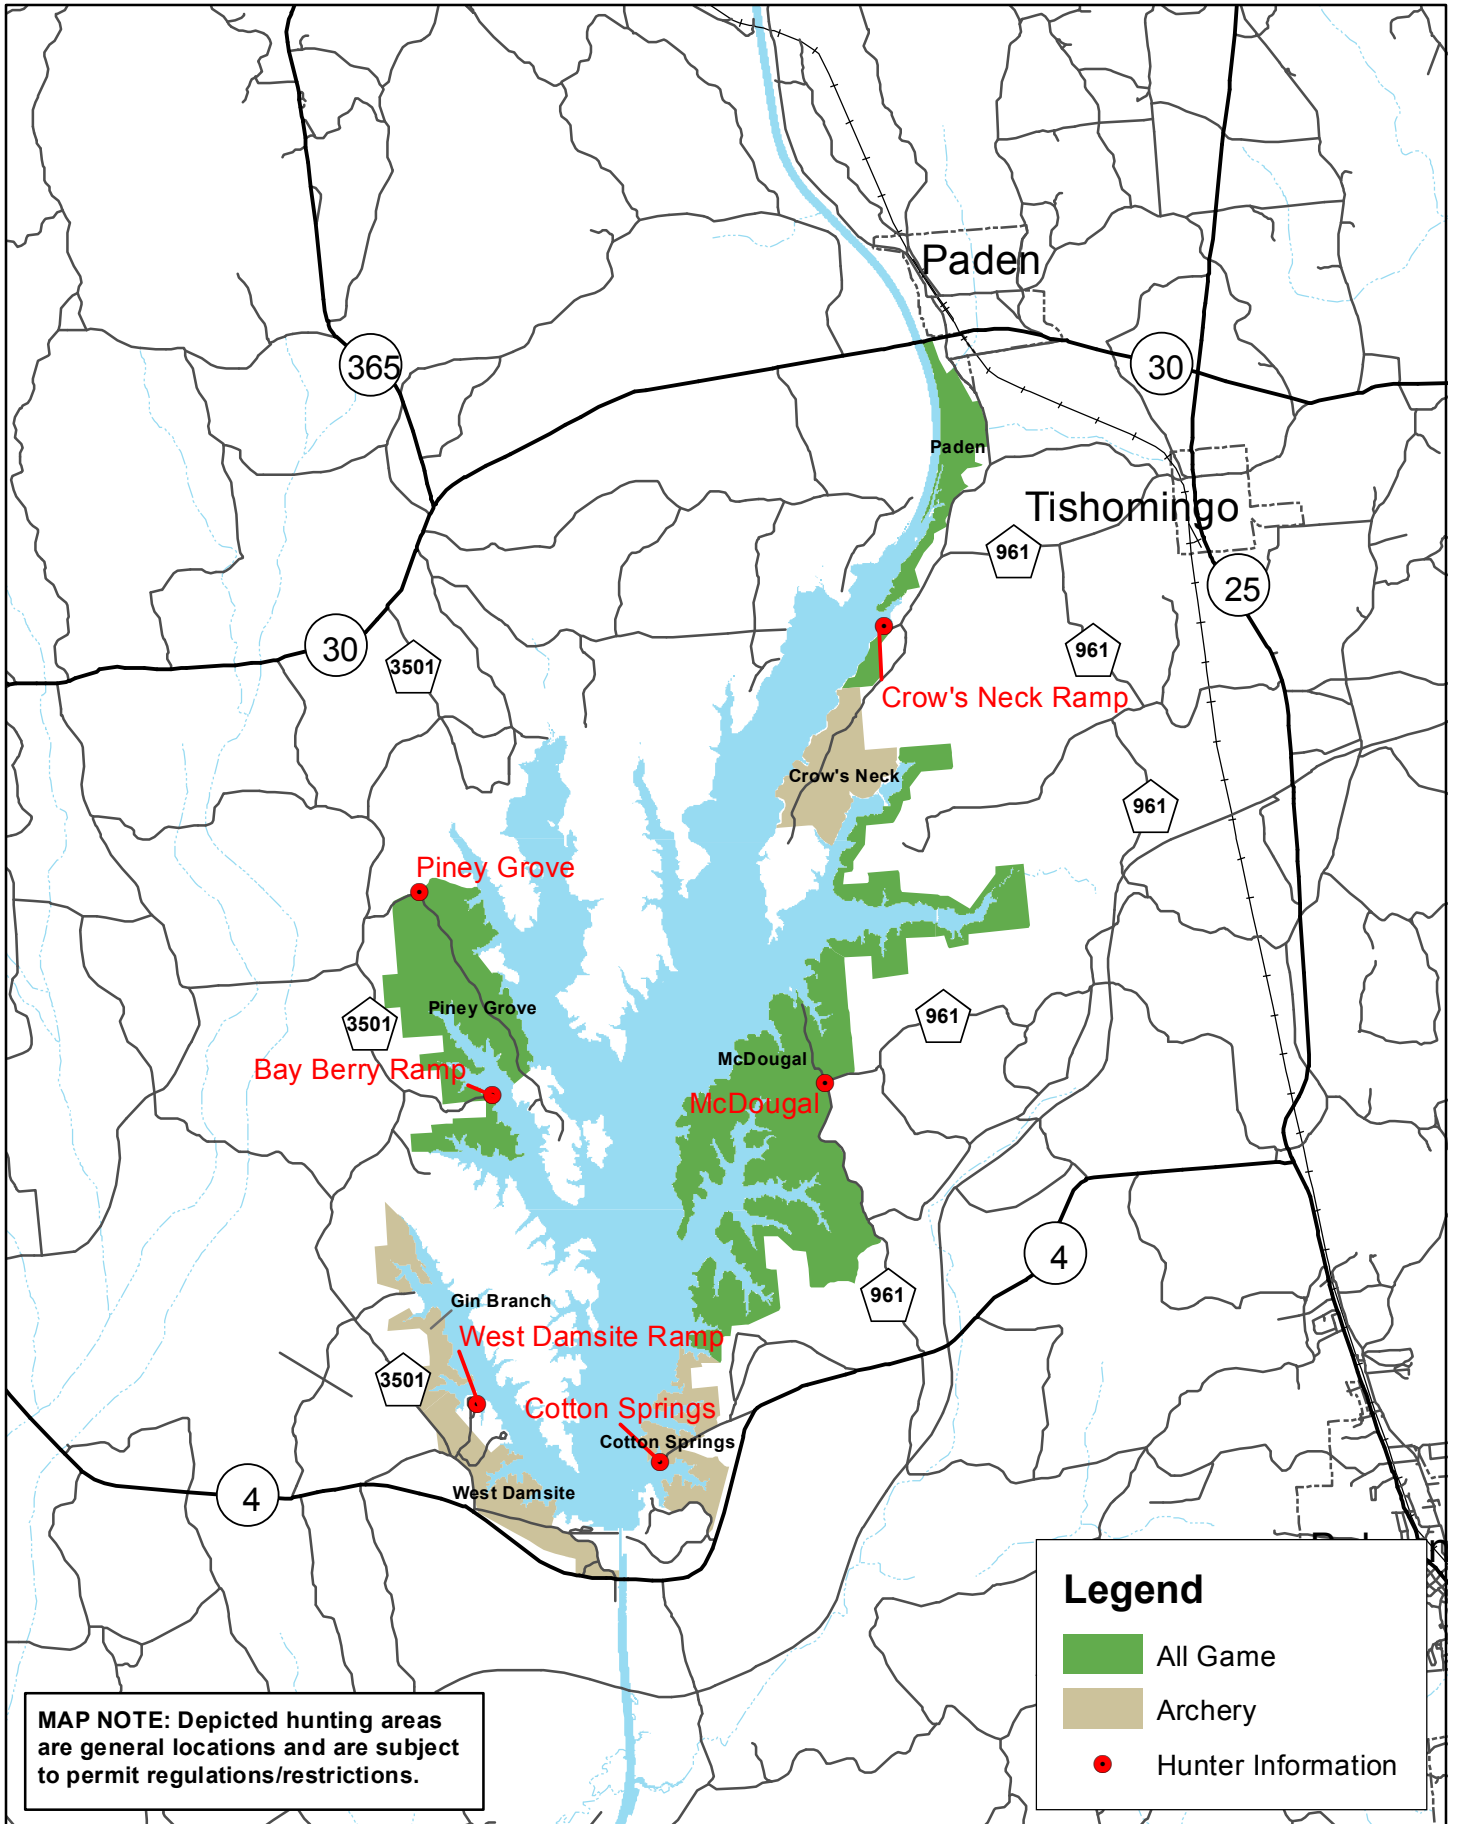 Paden
365
30
Paden
Tishomingo
961
25
30
3501
961
Crow's Neck Ramp
Crow's Neck
961
Piney Grove
Piney Grove
3501
961
McDougal
Bay Berry Ramp
McDougal
4
961
Gin Branch
West Damsite Ramp
3501
Cotton Springs
Cotton Springs
West Damsite
4
Legend
All Game
Archery
Hunter Information
MAP NOTE: Depicted hunting areas
are general locations and are subject
to permit regulations/restrictions.